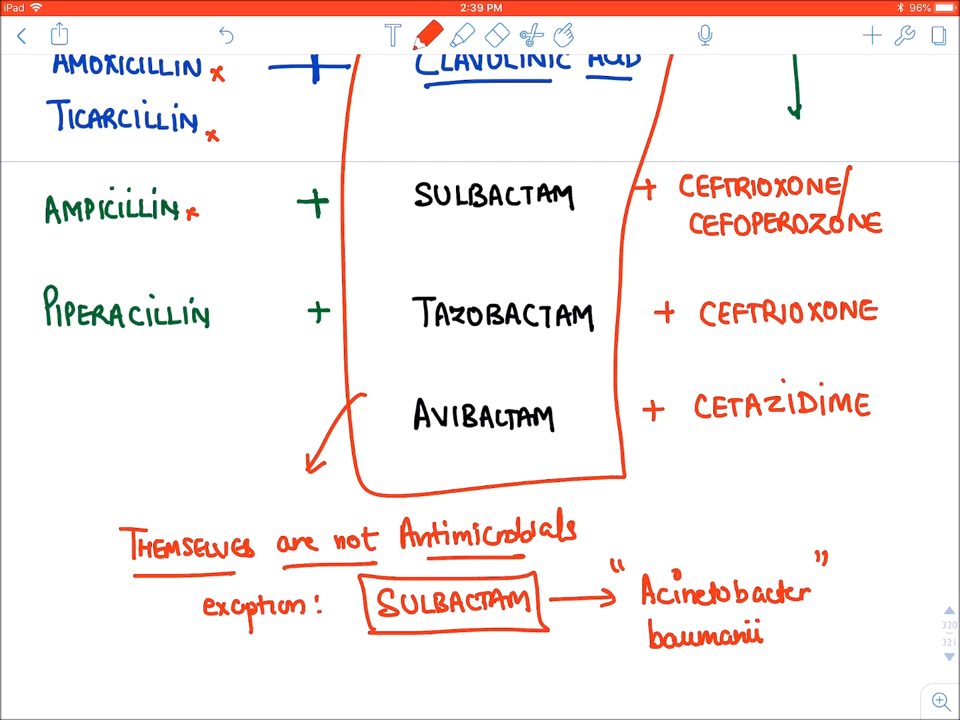 iPad 2:39 PM 96%
T
AMOXICILLIN x + CLAVULINIC ACID
TICARCILLIN x
AMPICILLIN x + SULBACTAM + CEFTRIOXONE/
CEFOPEROZONE
PIPERACILLIN + TAZOBACTAM + CEFTRIOXONE
AVIBACTAM + CETAZIDIME
THEMSELVES are not Antimicrobials
exception: SULBACTAM → "Acinetobacter
baumanii"
320
321